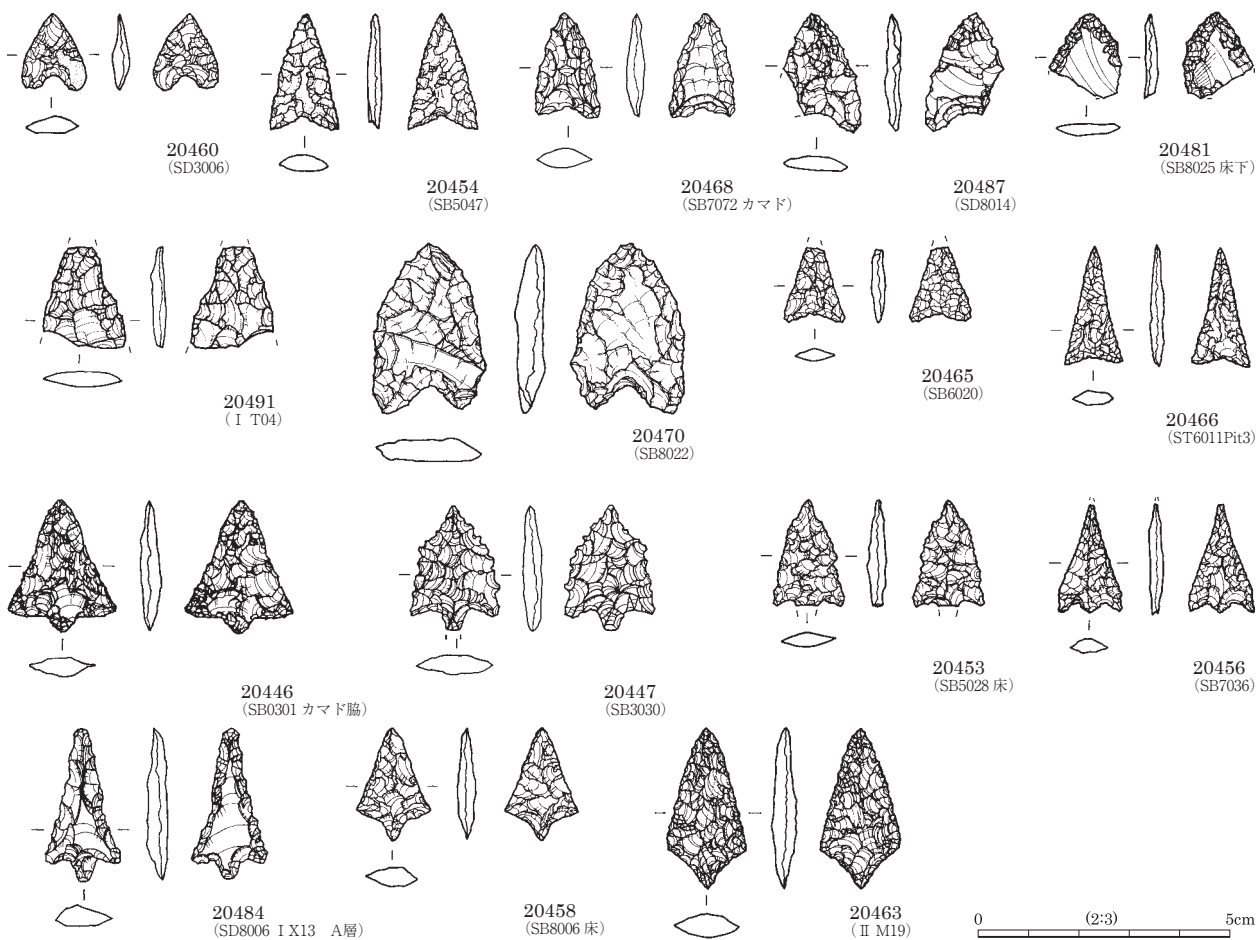 20460
(SD3006)
20454
(SB5047)
20468
(SB7072 カマド)
20487
(SD8014)
20481
(SB8025 床下)
20491
(Ⅰ T04)
20470
(SB8022)
20465
(SB6020)
20466
(ST6011Pit3)
20446
(SB0301 カマド脇)
20447
(SB3030)
20453
(SB5028 床)
20456
(SB7036)
20484
(SD8006 Ⅰ X13 A層)
20458
(SB8006 床)
20463
(Ⅱ M19)
0 (2:3) 5cm